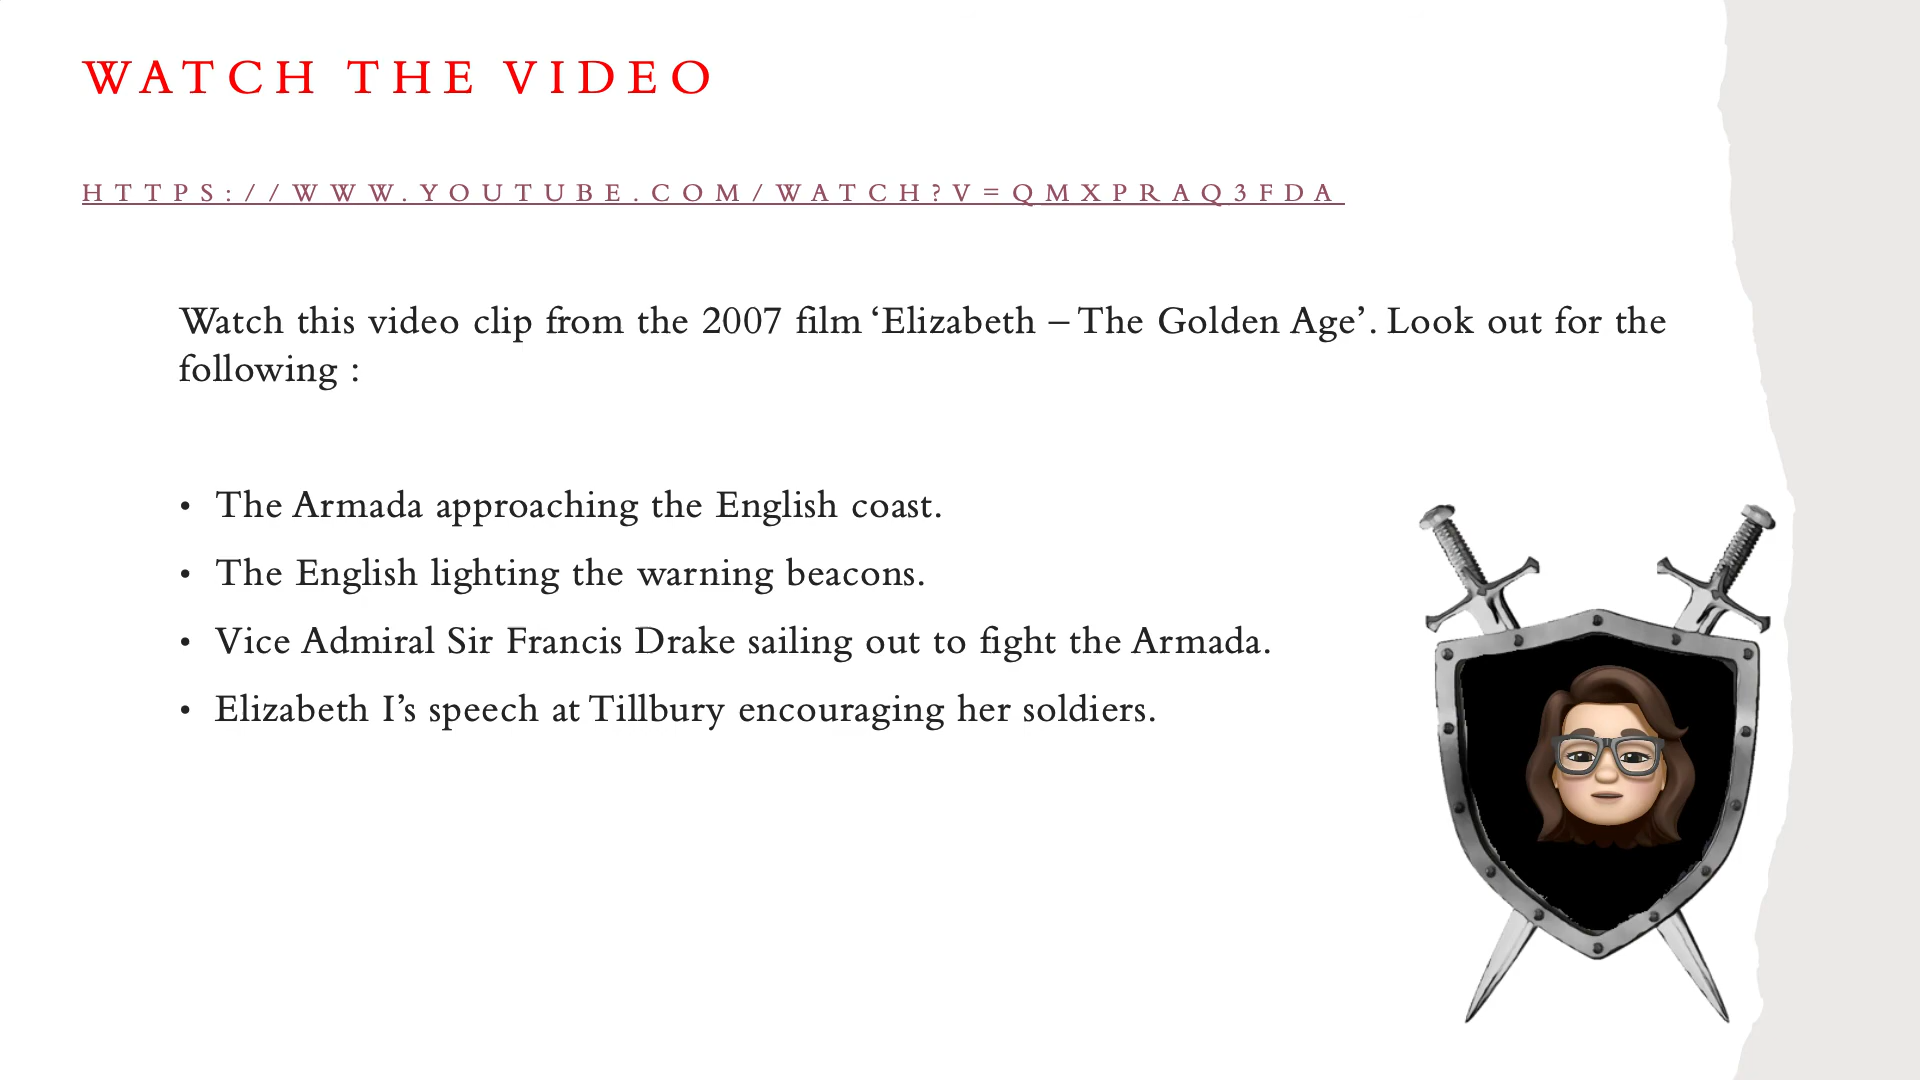 WATCH THE VIDEO
HTTPS://WWW.YOUTUBE.COM/WATCH?V=QMXPRAQ3FDA
Watch this video clip from the 2007 film ‘Elizabeth – The Golden Age’. Look out for the
following :
• The Armada approaching the English coast.
• The English lighting the warning beacons.
• Vice Admiral Sir Francis Drake sailing out to fight the Armada.
• Elizabeth I’s speech at Tillbury encouraging her soldiers.